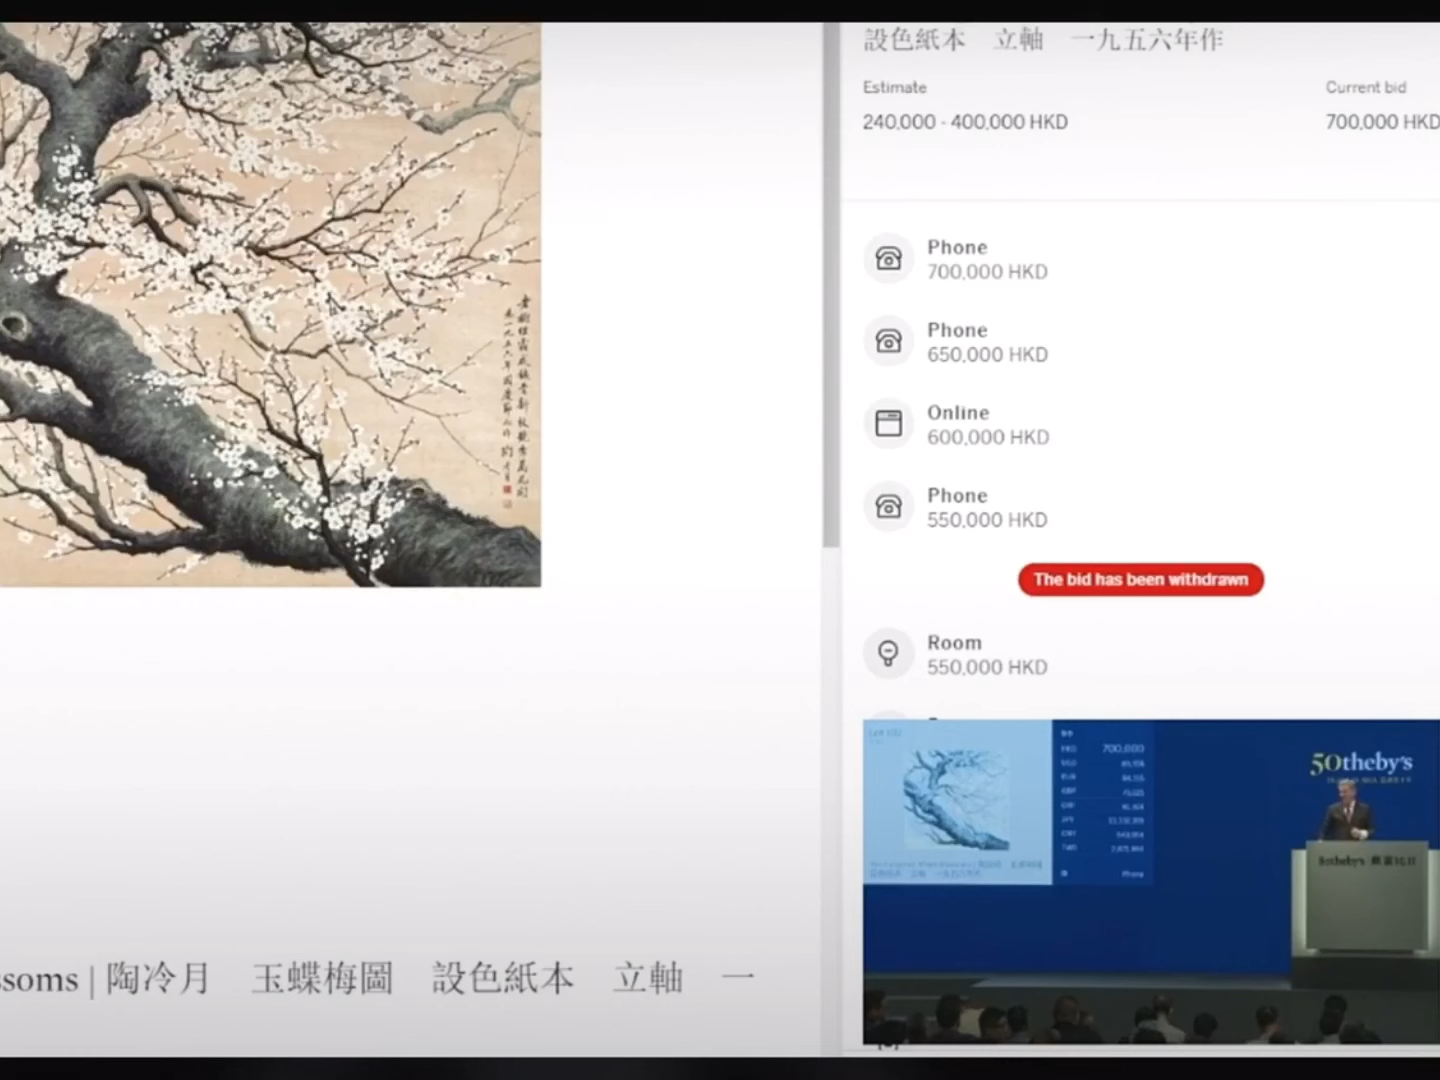 設色紙本 立軸 一九五六年作
Estimate
Current bid
240,000 - 400,000 HKD
700,000 HKD
Phone
700,000 HKD
Phone
650,000 HKD
Online
600,000 HKD
Phone
550,000 HKD
The bid has been withdrawn
Room
550,000 HKD
700,000
50theby's
Phone
Sotheby's
ssoms | 陶冷月 玉蝶梅圖 設色紙本 立軸 一